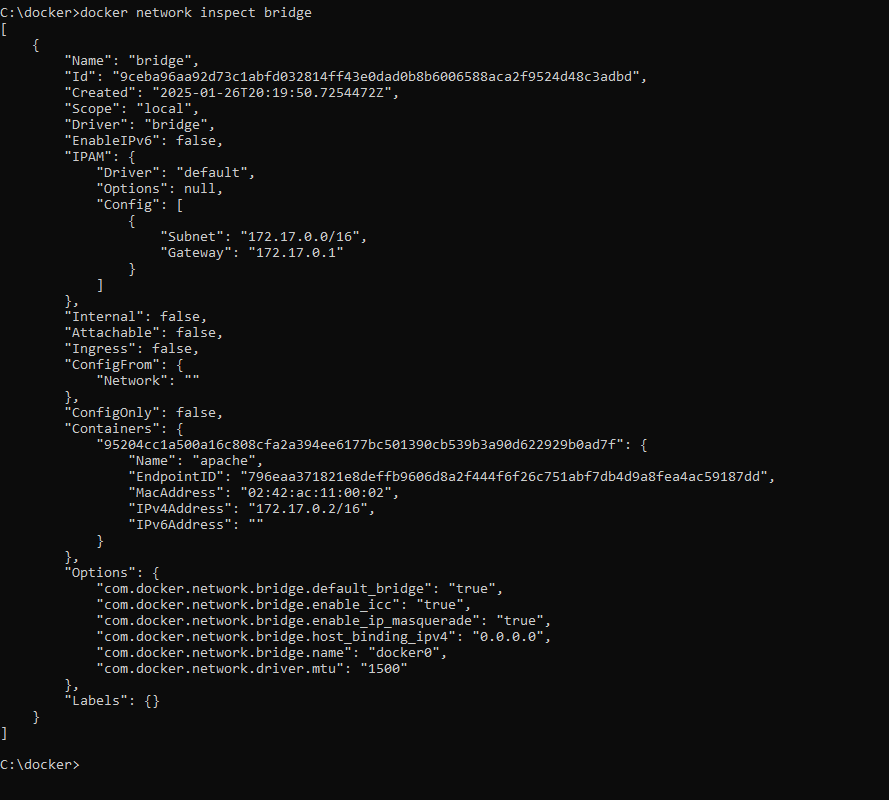 C:\docker>docker network inspect bridge
[
    {
        "Name": "bridge",
        "Id": "9ceba96aa92d73c1abfd032814ff43e0dad0b8b6006588aca2f9524d48c3adbd",
        "Created": "2025-01-26T20:19:50.7254472Z",
        "Scope": "local",
        "Driver": "bridge",
        "EnableIPv6": false,
        "IPAM": {
            "Driver": "default",
            "Options": null,
            "Config": [
                {
                    "Subnet": "172.17.0.0/16",
                    "Gateway": "172.17.0.1"
                }
            ]
        },
        "Internal": false,
        "Attachable": false,
        "Ingress": false,
        "ConfigFrom": {
            "Network": ""
        },
        "ConfigOnly": false,
        "Containers": {
            "95204cc1a500a16c808cfa2a394ee6177bc501390cb539b3a90d622929b0ad7f": {
                "Name": "apache",
                "EndpointID": "796eaa371821e8deffb9606d8a2f444f6f26c751abf7db4d9a8fea4ac59187dd",
                "MacAddress": "02:42:ac:11:00:02",
                "IPv4Address": "172.17.0.2/16",
                "IPv6Address": ""
            }
        },
        "Options": {
            "com.docker.network.bridge.default_bridge": "true",
            "com.docker.network.bridge.enable_icc": "true",
            "com.docker.network.bridge.enable_ip_masquerade": "true",
            "com.docker.network.bridge.host_binding_ipv4": "0.0.0.0",
            "com.docker.network.bridge.name": "docker0",
            "com.docker.network.driver.mtu": "1500"
        },
        "Labels": {}
    }
]

C:\docker>